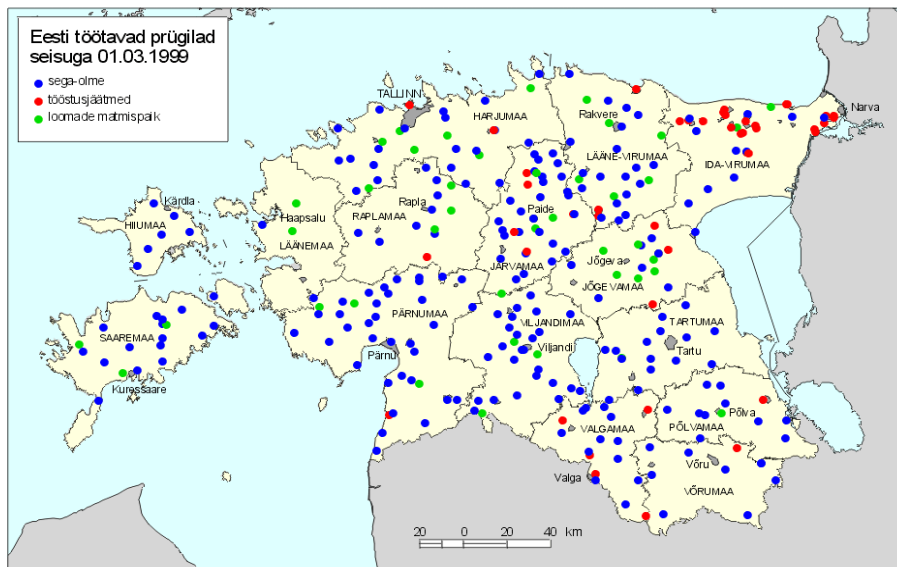 Eesti töötavad prügilad
seisuga 01.03.1999
sega-olme
tööstusjäätmed
loomade matmispaik
TALLINN
HARJUMAA
Rakvere
Narva
LÄÄNE-VIRUMAA
IDA-VIRUMAA
Kärdla
HIIUMAA
Haapsalu
LÄÄNEMAA
Rapla
RAPLAMAA
Paide
JÄRVAMAA
Jõgeva
JÕGEVAMAA
SAAREMAA
Kuressaare
PÄRNUMAA
Pärnu
VILJANDIMAA
Viljandi
TARTUMAA
Tartu
VALGAMAA
Valga
PÕLVAMAA
Põlva
Võru
VÕRUMAA
20 0 20 40 km